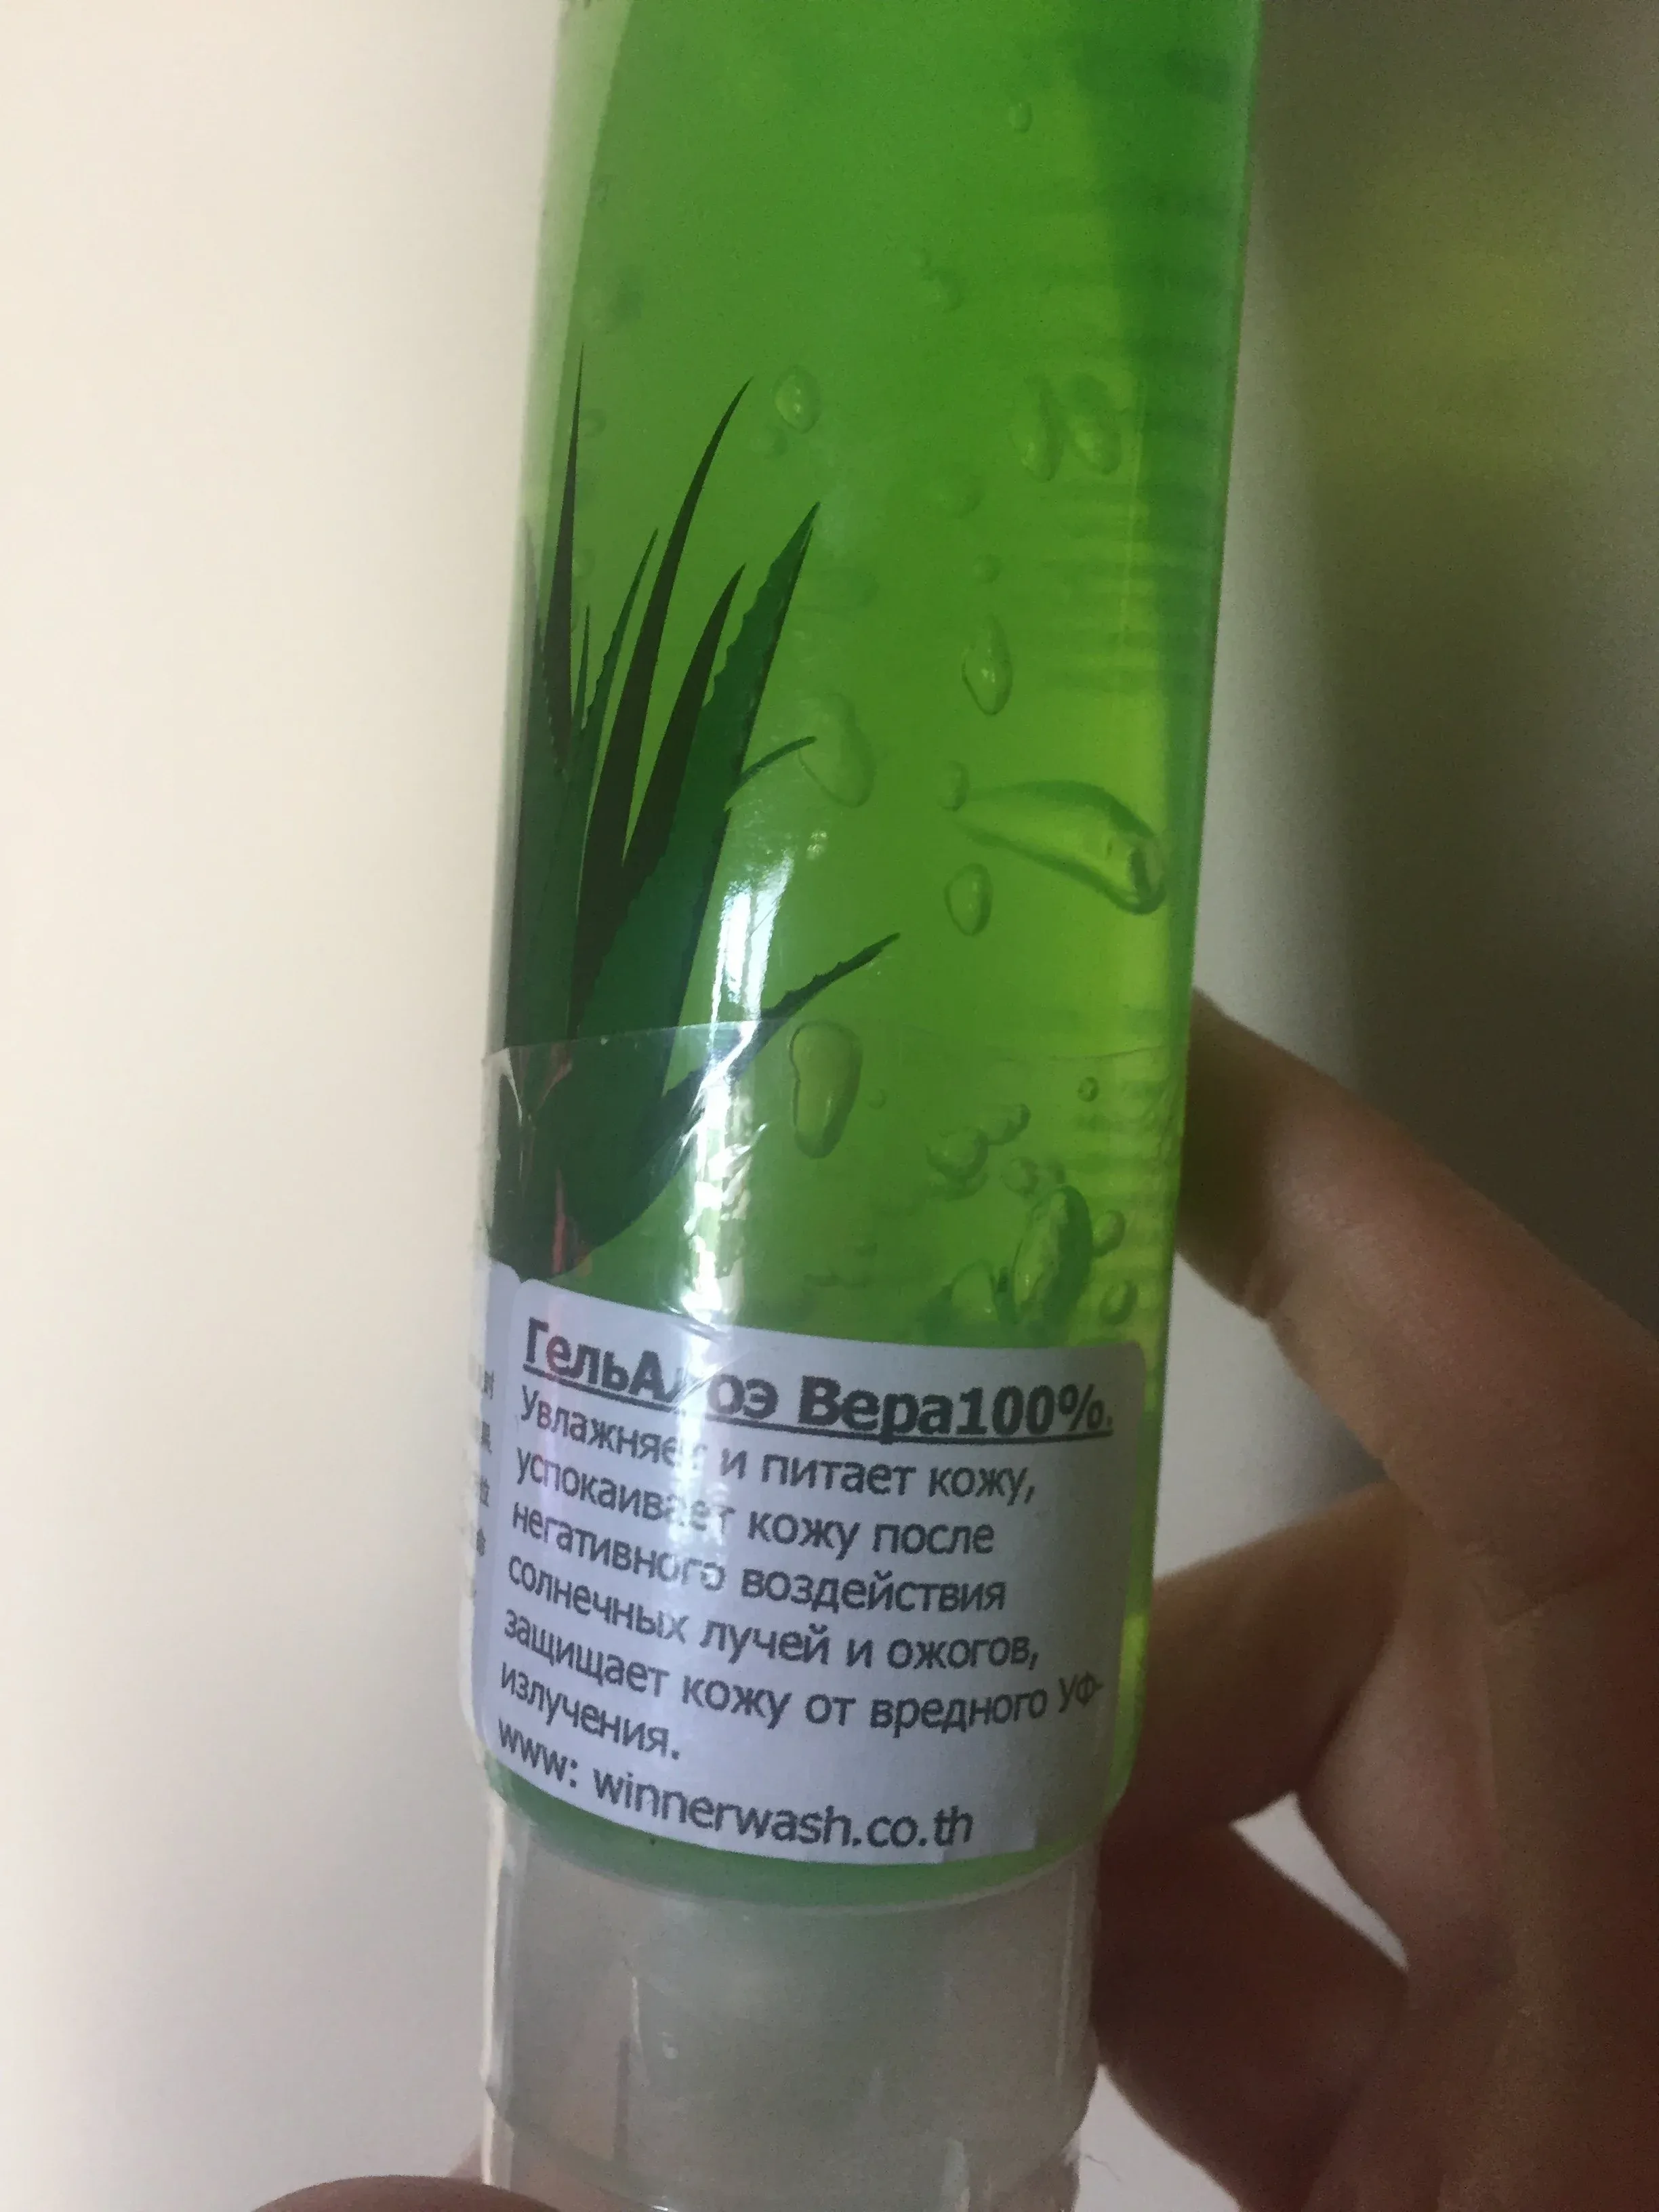 ГельАлоэ Вера100%.
Увлажняет и питает кожу,
успокаивает кожу после
негативного воздействия
солнечных лучей и ожогов,
защищает кожу от вредного УФ-
излучения.
www: winnerwash.co.th